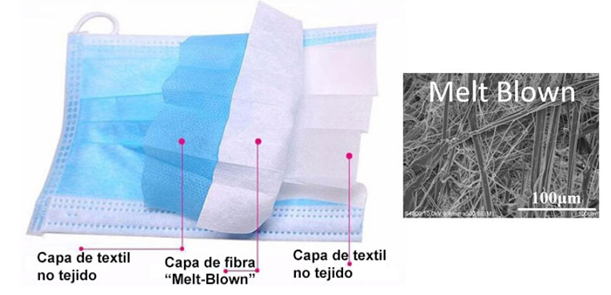 Capa de textil
no tejido
Capa de fibra
“Melt-Blown”
Capa de textil
no tejido
Melt Blown
100µm